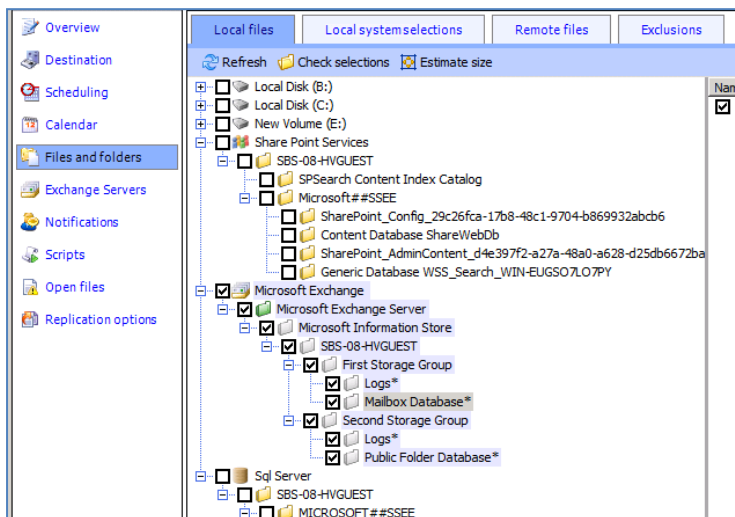 Overview
Destination
Scheduling
Calendar
12
Files and folders
Exchange Servers
Notifications
Scripts
Open files
Replication options
Local files
Local system selections
Remote files
Exclusions
Refresh
Check selections
Estimate size
Local Disk (B:)
Local Disk (C:)
New Volume (E:)
Share Point Services
SBS-08-HVGUEST
SPSearch Content Index Catalog
Microsoft##SSEE
SharePoint_Config_29c26fca-17b8-48c1-9704-b869932abcb6
Content Database ShareWebDb
SharePoint_AdminContent_d4e397f2-a27a-48a0-a628-d25db6672ba
Generic Database WSS_Search_WIN-EUGSO7LO7PY
Microsoft Exchange
Microsoft Exchange Server
Microsoft Information Store
SBS-08-HVGUEST
First Storage Group
Logs*
Mailbox Database*
Second Storage Group
Logs*
Public Folder Database*
Sql Server
SBS-08-HVGUEST
MICROSOFT##SSEE
Nam